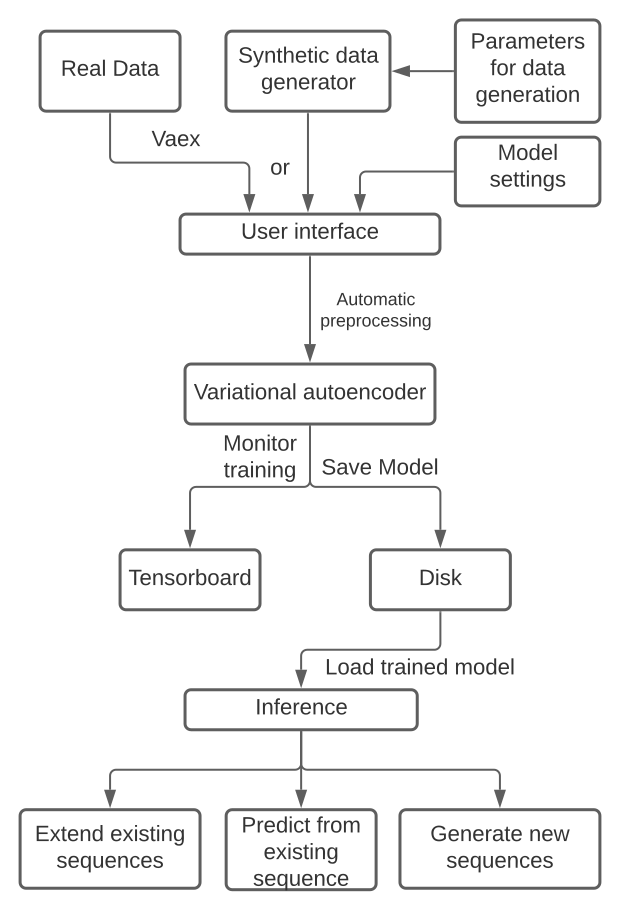 Real Data
Synthetic data
generator
Parameters
for data
generation
Vaex
or
Model
settings
User interface
Automatic
preprocessing
Variational autoencoder
Monitor
training
Save Model
Tensorboard
Disk
Load trained model
Inference
Extend existing
sequences
Predict from
existing
sequence
Generate new
sequences